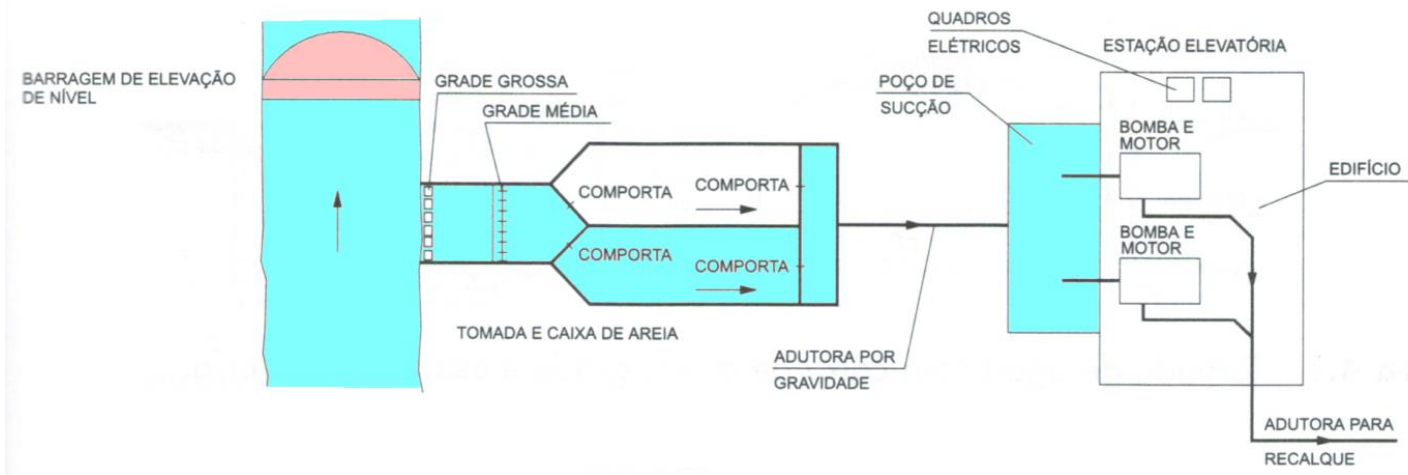 BARRAGEM DE ELEVAÇÃO
DE NÍVEL
GRADE GROSSA
GRADE MÉDIA
COMPORTA
COMPORTA
COMPORTA
COMPORTA
TOMADA E CAIXA DE AREIA
ADUTORA POR
GRAVIDADE
POÇO DE
SUCÇÃO
QUADROS
ELÉTRICOS
ESTAÇÃO ELEVATÓRIA
BOMBA E
MOTOR
EDIFÍCIO
BOMBA E
MOTOR
ADUTORA PARA
RECALQUE